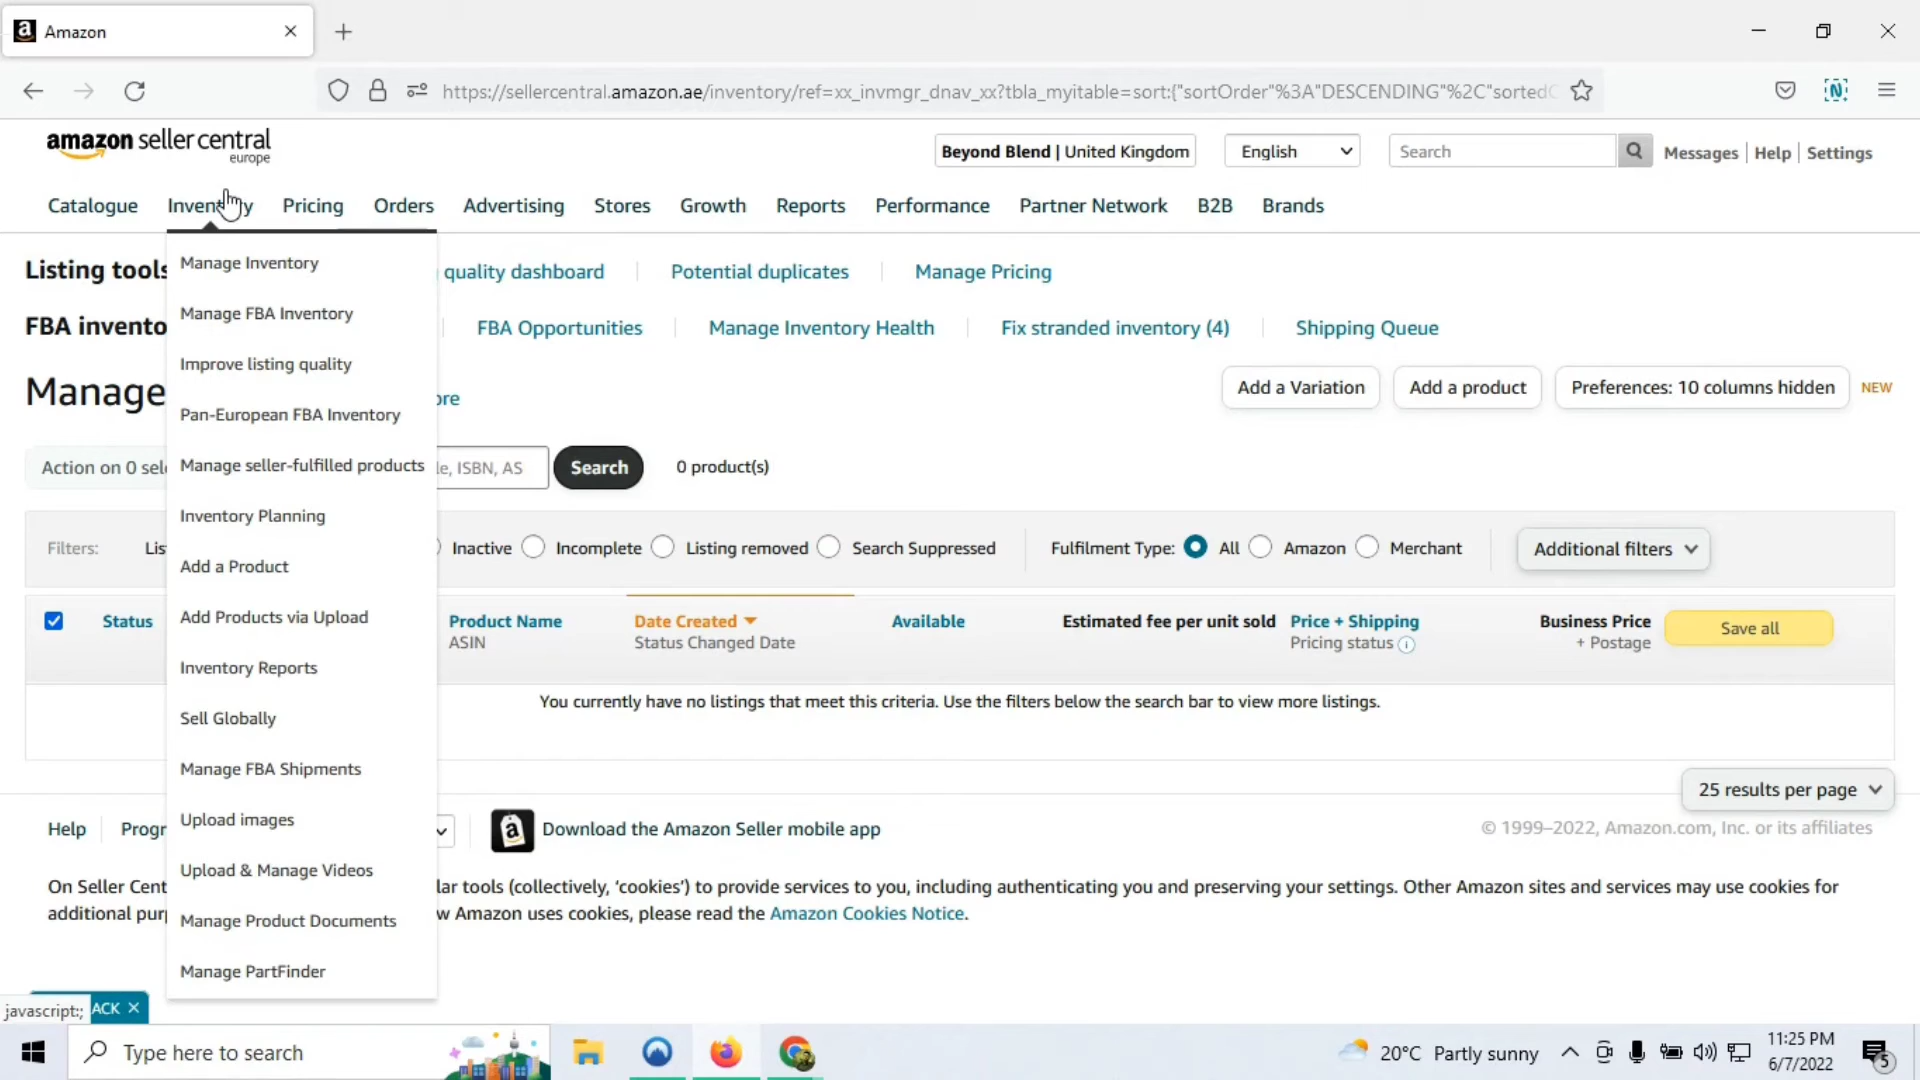 Amazon
https://sellercentral.amazon.ae/inventory/ref=xx_invmgr_dnav_xx?tbla_myitable=sort:{"sortOrder"%3A"DESCENDING"%2C"sortedC
amazon seller central
europe
Beyond Blend | United Kingdom
English
Search
Messages
Help
Settings
Catalogue
Inventory
Pricing
Orders
Advertising
Stores
Growth
Reports
Performance
Partner Network
B2B
Brands
Manage Inventory
Manage FBA Inventory
Improve listing quality
Pan-European FBA Inventory
Manage seller-fulfilled products
Inventory Planning
Add a Product
Add Products via Upload
Inventory Reports
Sell Globally
Manage FBA Shipments
Upload images
Upload & Manage Videos
Manage Product Documents
Manage PartFinder
Listing tools
quality dashboard
Potential duplicates
Manage Pricing
FBA invento
FBA Opportunities
Manage Inventory Health
Fix stranded inventory (4)
Shipping Queue
Manage
ore
Add a Variation
Add a product
Preferences: 10 columns hidden
NEW
Action on 0 sele
le, ISBN, AS
Search
0 product(s)
Filters:
Lis
Inactive
Incomplete
Listing removed
Search Suppressed
Fulfilment Type:
All
Amazon
Merchant
Additional filters
Status
Product Name
ASIN
Date Created
Status Changed Date
Available
Estimated fee per unit sold
Price + Shipping
Pricing status
Business Price
+ Postage
Save all
You currently have no listings that meet this criteria. Use the filters below the search bar to view more listings.
25 results per page
Help
Progr
Download the Amazon Seller mobile app
© 1999–2022, Amazon.com, Inc. or its affiliates
On Seller Cent
lar tools (collectively, ‘cookies’) to provide services to you, including authenticating you and preserving your settings. Other Amazon sites and services may use cookies for
additional purp
w Amazon uses cookies, please read the Amazon Cookies Notice.
javascript:;
ACK
Type here to search
20°C Partly sunny
11:25 PM
6/7/2022
5